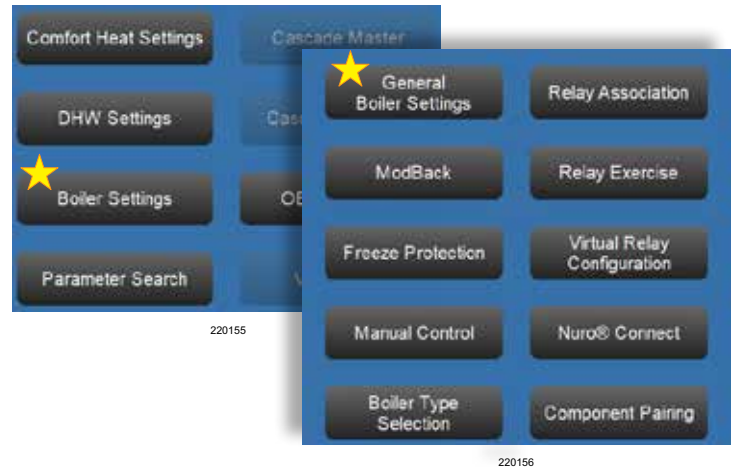 Comfort Heat Settings
Cascade Master
DHW Settings
Boiler Settings
Parameter Search
220155
General
Boiler Settings
Relay Association
ModBack
Relay Exercise
Freeze Protection
Virtual Relay
Configuration
Manual Control
Nuro® Connect
Boiler Type
Selection
Component Pairing
220156